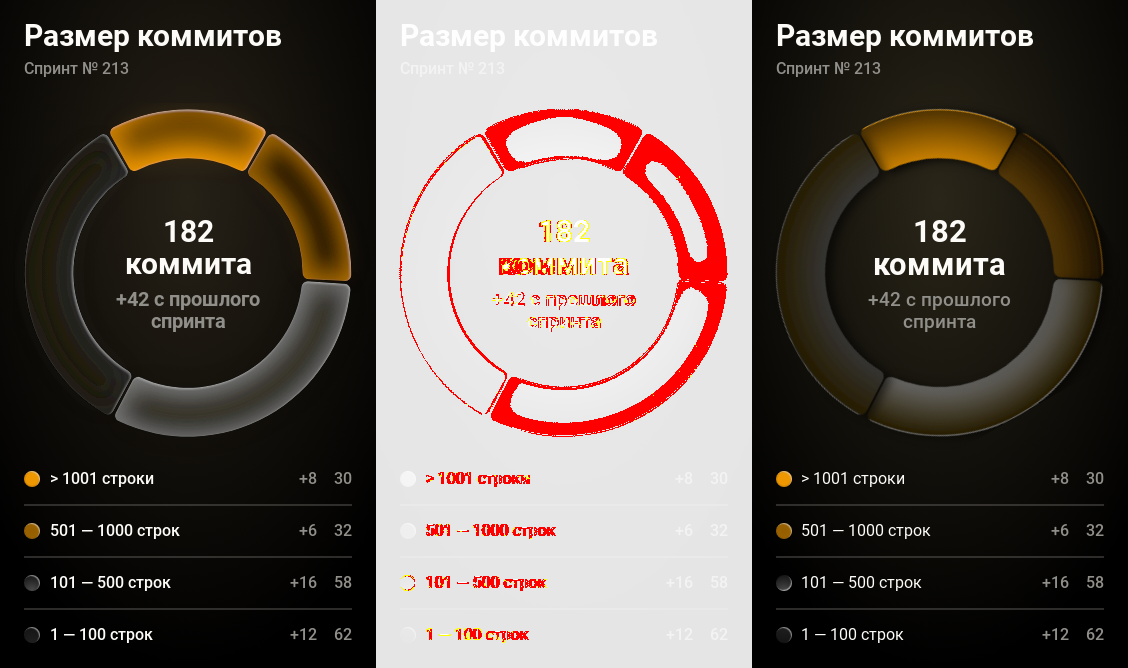 Размер коммитов
Спринт № 213
182
коммита
+42 с прошлого
спринта
> 1001 строки +8 30
501 — 1000 строк +6 32
101 — 500 строк +16 58
1 — 100 строк +12 62
Размер коммитов
Спринт № 213
182
коммита
+42 с прошлого
спринта
> 1001 строки +8 30
501 — 1000 строк +6 32
101 — 500 строк +16 58
1 — 100 строк +12 62
Размер коммитов
Спринт № 213
182
коммита
+42 с прошлого
спринта
> 1001 строки +8 30
501 — 1000 строк +6 32
101 — 500 строк +16 58
1 — 100 строк +12 62